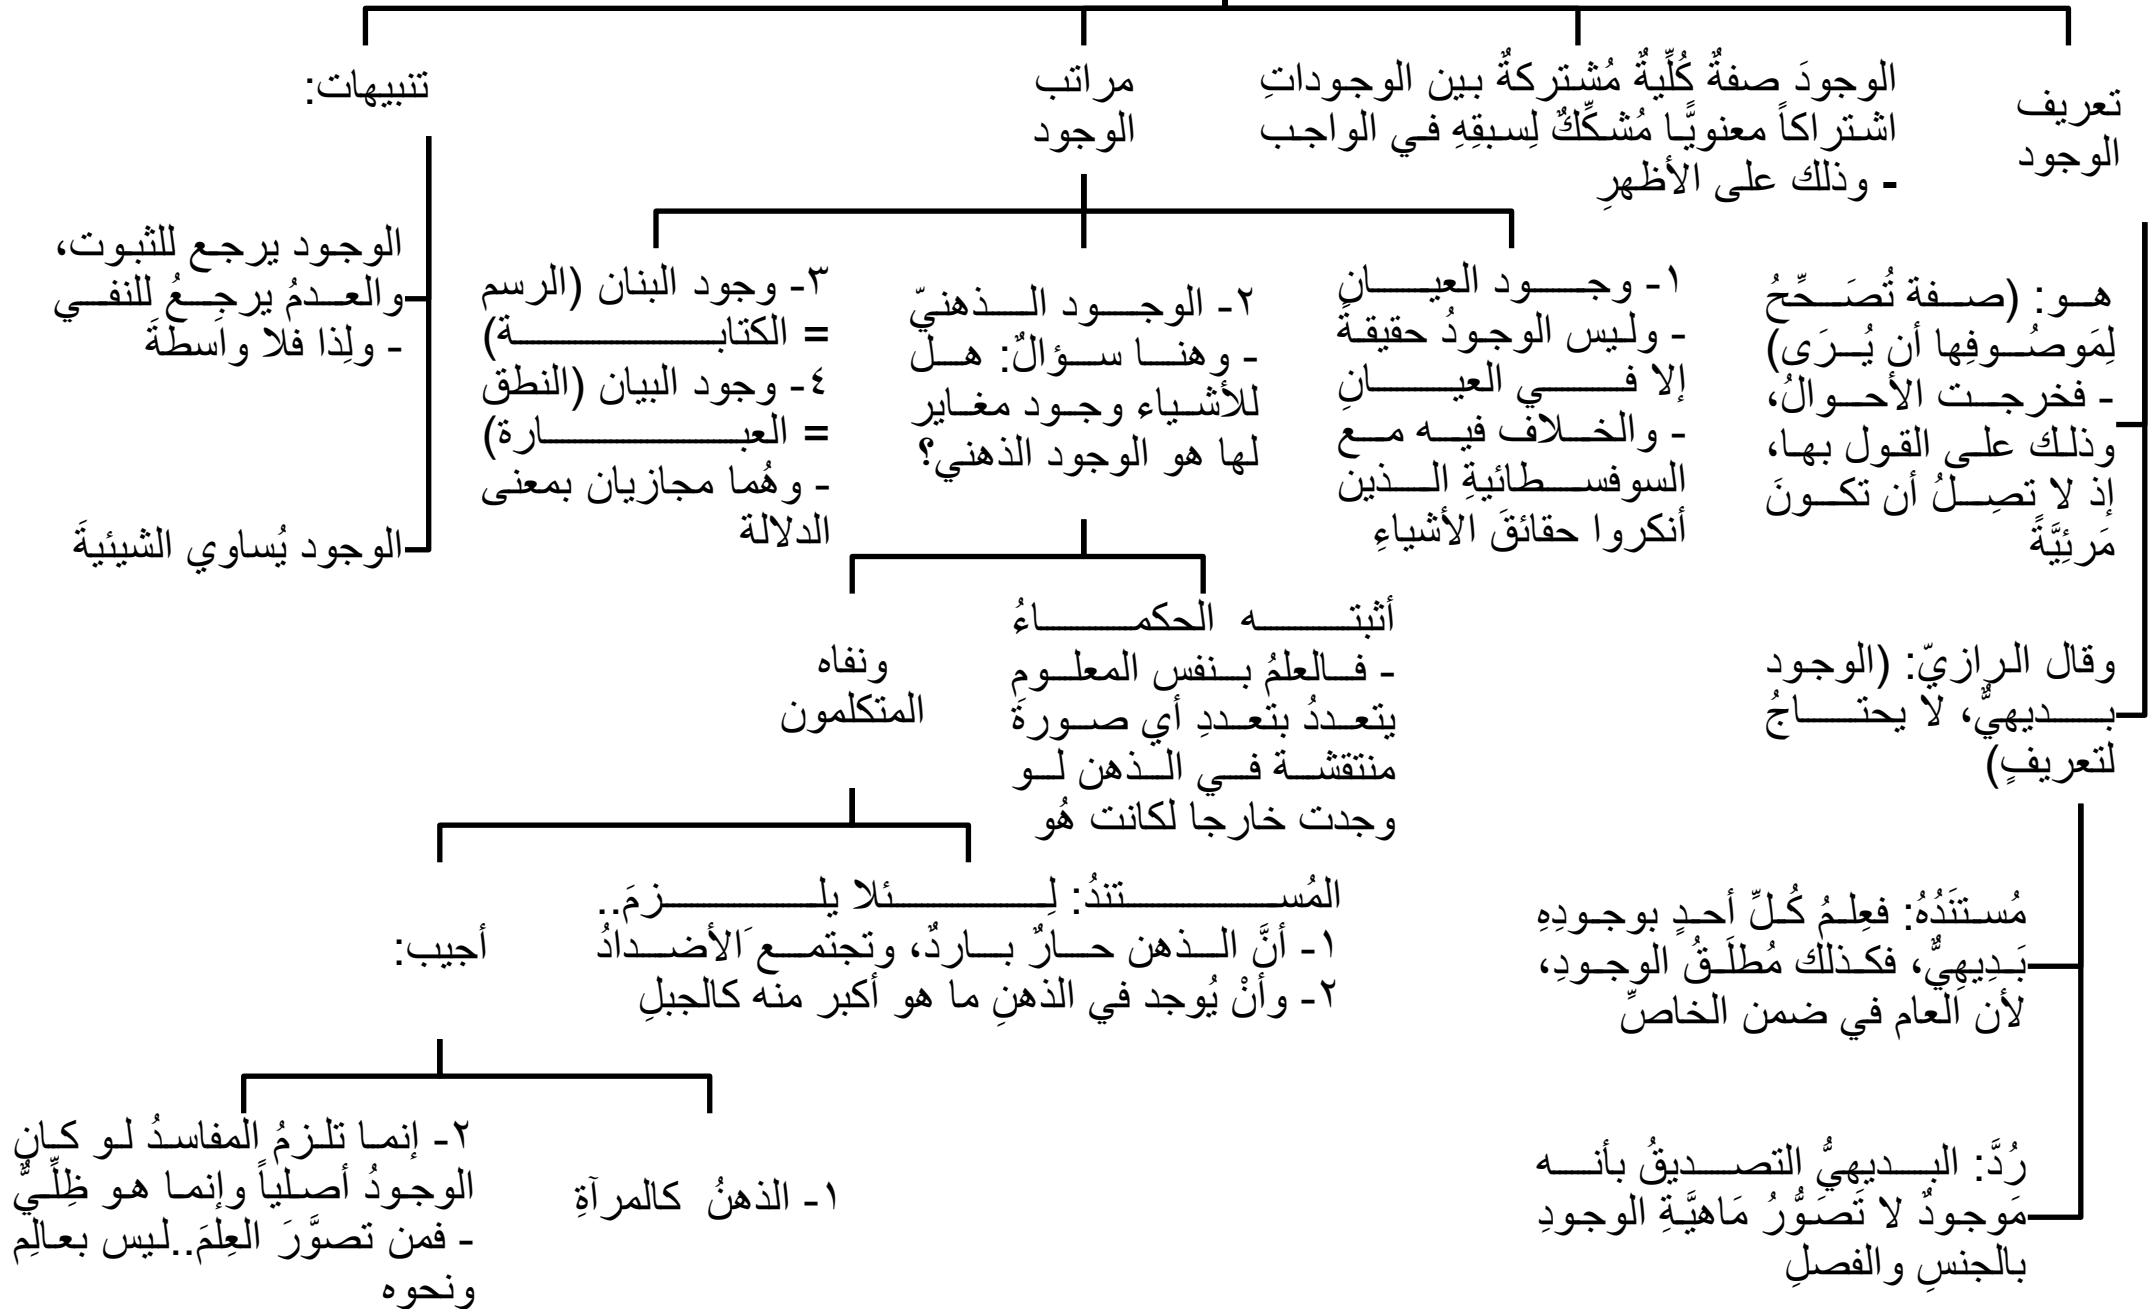 تعريف
الوجود
هو: (صفة تُصَحِّحُ
لِمَوصُوفِها أن يُرَى)
- فخرجت الأحوالُ،
وذلك على القول بها،
إذ لا تصِلُ أن تكونَ
مَرئِيَّةً
وقال الرازيّ: (الوجود
بديهيٌّ، لا يحتاجُ
لتعريفٍ)
مُستنَدُهُ: فعِلمُ كُلِّ أحدٍ بوجودِهِ
بَدِيهِيٌّ، فكذلك مُطلَقُ الوجودِ،
لأن العام في ضمن الخاصِّ
رُدَّ: البديهيُّ التصديقُ بأنه
مَوجودٌ لا تَصَوُّرُ مَاهيَّةِ الوجودِ
بالجنسِ والفصلِ
الوجودَ صفةٌ كُلِّيةٌ مُشتركةٌ بين الوجوداتِ
اشتراكاً معنويًّا مُشكِّكٌ لِسبقِهِ في الواجب
- وذلك على الأظهرِ
مراتب
الوجود
١- وجود العيانِ
- وليس الوجودُ حقيقةً
إلا في العيانِ
- والخلاف فيه مع
السوفسطائيةِ الذين
أنكروا حقائقَ الأشياءِ
٢- الوجود الذهنيّ
- وهنا سؤالٌ: هل
للأشياء وجود مغاير
لها هو الوجود الذهني؟
أثبته الحكماءُ
- فالعلمُ بنفس المعلومِ
يتعددُ بتعددِ أي صورةَ
منتقشة في الذهن لو
وجدت خارجا لكانت هُو
ونفاه
المتكلمون
المُستندُ: لِئلا يلزمَ..
١- أنَّ الذهن حارٌ باردٌ، وتجتمع َالأضدادُ
٢- وأنْ يُوجد في الذهنِ ما هو أكبر منه كالجبلِ
أجيب:
١- الذهنُ كالمرآةِ
٢- إنما تلزمُ المفاسدُ لو كان
الوجودُ أصلياً وإنما هو ظِلِّيٌّ
- فمن تصوَّرَ العِلمَ..ليس بعالِم
ونحوه
٣- وجود البنان (الرسم
= الكتابة)
٤- وجود البيان (النطق
= العبارة)
- وهُما مجازيان بمعنى
الدلالة
تنبيهات:
الوجود يرجع للثبوت،
والعدمُ يرجعُ للنفي
- ولِذا فلا واسطةَ
الوجود يُساوي الشيئيةَ